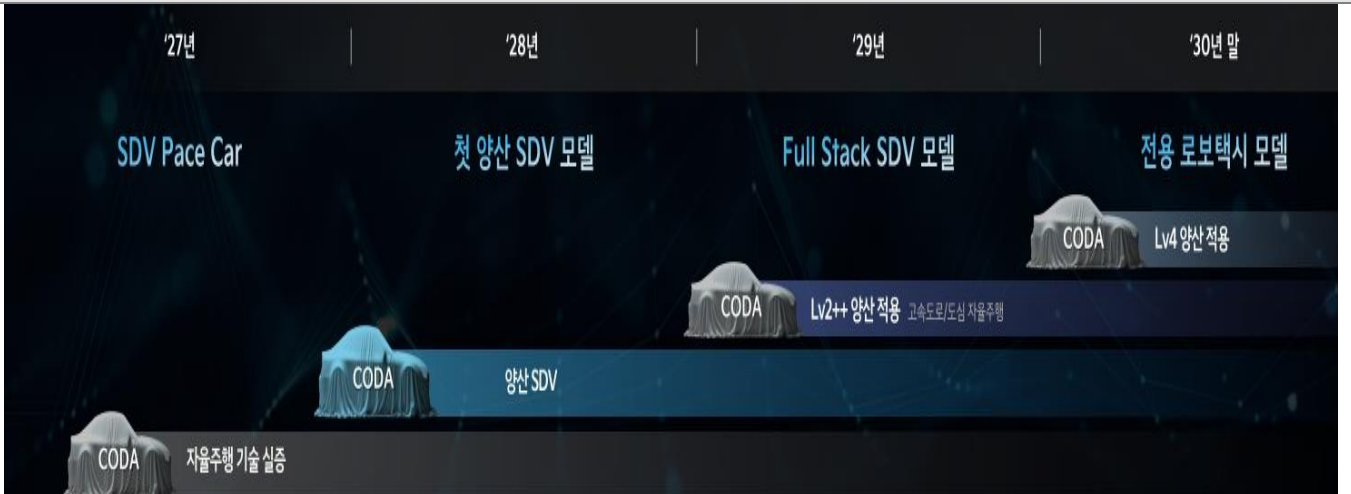 '27년
'28년
'29년
'30년 말
SDV Pace Car
첫 양산 SDV 모델
Full Stack SDV 모델
전용 로보택시 모델
CODA
Lv4 양산 적용
CODA
Lv2++ 양산 적용 고속도로/도심 자율주행
CODA
양산 SDV
CODA
자율주행 기술 실증